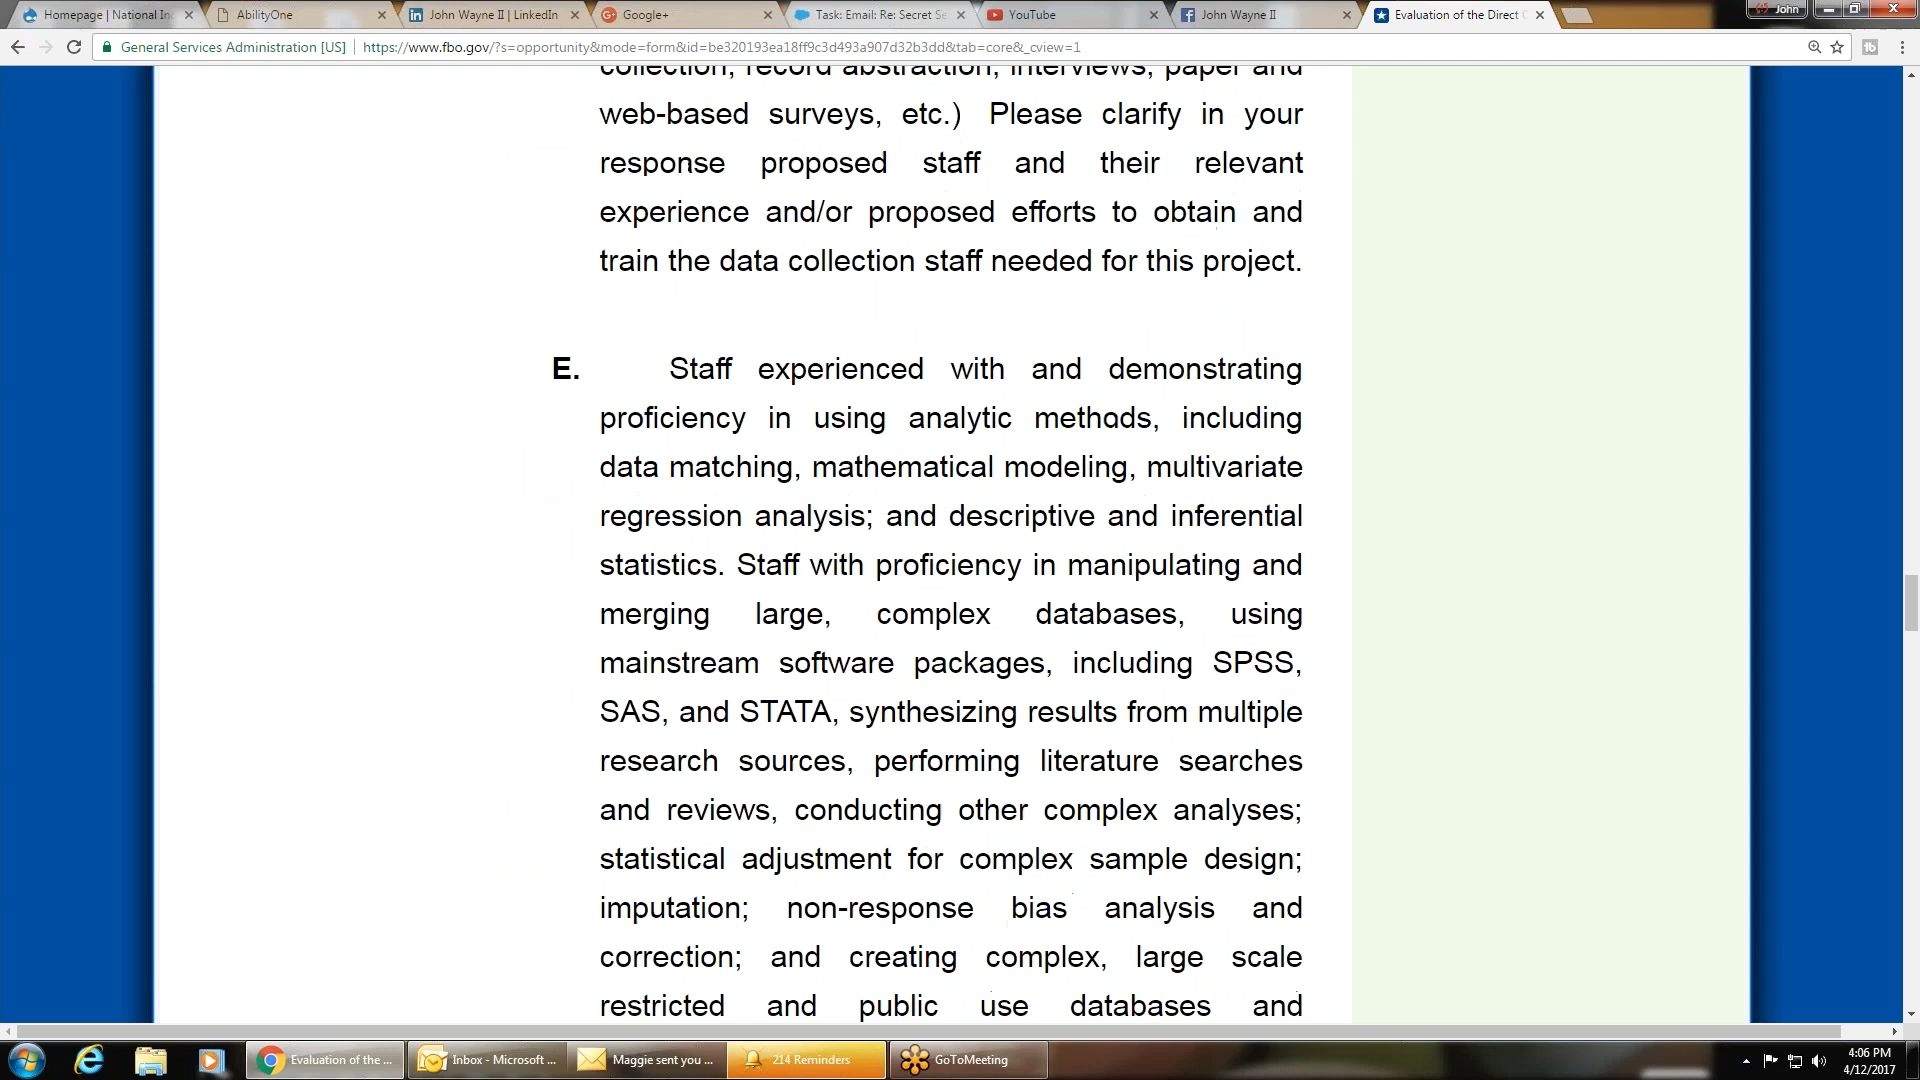 Homepage | National In
AbilityOne
John Wayne II | LinkedIn
Google+
Task: Email: Re: Secret Se
YouTube
John Wayne II
Evaluation of the Direct C
John
General Services Administration [US]
https://www.fbo.gov/?s=opportunity&mode=form&id=be320193ea18ff9c3d493a907d32b3dd&tab=core&_cview=1
collection, record abstraction, interviews, paper and
web-based surveys, etc.) Please clarify in your
response proposed staff and their relevant
experience and/or proposed efforts to obtain and
train the data collection staff needed for this project.
E. Staff experienced with and demonstrating
proficiency in using analytic methods, including
data matching, mathematical modeling, multivariate
regression analysis; and descriptive and inferential
statistics. Staff with proficiency in manipulating and
merging large, complex databases, using
mainstream software packages, including SPSS,
SAS, and STATA, synthesizing results from multiple
research sources, performing literature searches
and reviews, conducting other complex analyses;
statistical adjustment for complex sample design;
imputation; non-response bias analysis and
correction; and creating complex, large scale
restricted and public use databases and
Evaluation of the ...
Inbox - Microsoft ...
Maggie sent you ...
214 Reminders
GoToMeeting
4:06 PM
4/12/2017